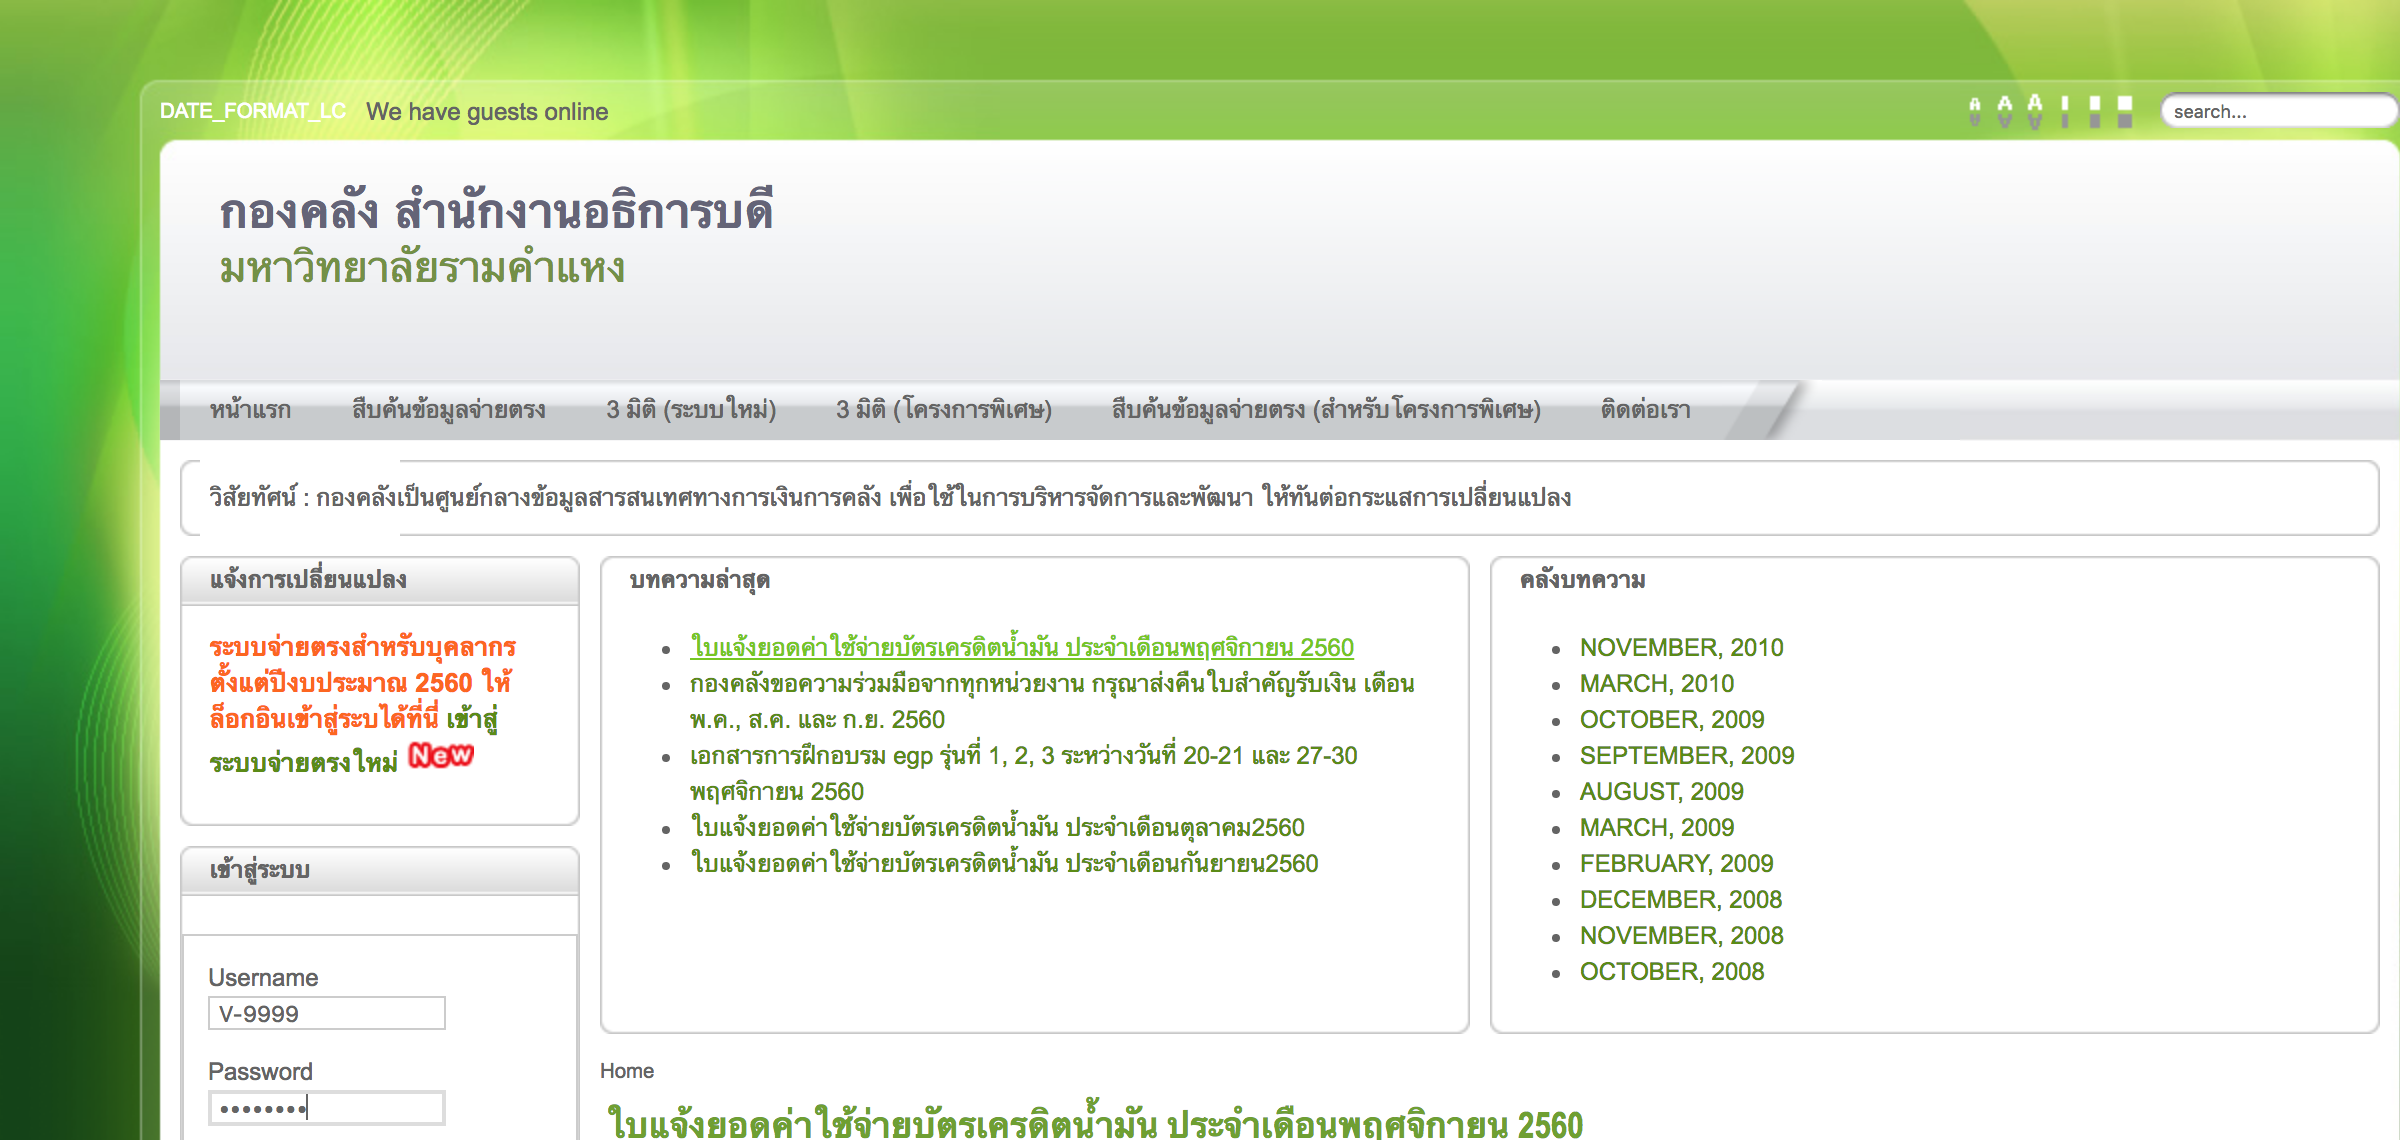 DATE_FORMAT_LC We have guests online
search...
กองคลัง สำนักงานอธิการบดี
มหาวิทยาลัยรามคำแหง
หน้าแรก สืบค้นข้อมูลจ่ายตรง 3 มิติ (ระบบใหม่) 3 มิติ (โครงการพิเศษ) สืบค้นข้อมูลจ่ายตรง (สำหรับโครงการพิเศษ) ติดต่อเรา
วิสัยทัศน์ : กองคลังเป็นศูนย์กลางข้อมูลสารสนเทศทางการเงินการคลัง เพื่อใช้ในการบริหารจัดการและพัฒนา ให้ทันต่อกระแสการเปลี่ยนแปลง
แจ้งการเปลี่ยนแปลง
ระบบจ่ายตรงสำหรับบุคลากร
ตั้งแต่ปีงบประมาณ 2560 ให้
ล็อกอินเข้าสู่ระบได้ที่นี่ เข้าสู่
ระบบจ่ายตรงใหม่ New
เข้าสู่ระบบ
Username
V-9999
Password
••••••••
บทความล่าสุด
ใบแจ้งยอดค่าใช้จ่ายบัตรเครดิตน้ำมัน ประจำเดือนพฤศจิกายน 2560
กองคลังขอความร่วมมือจากทุกหน่วยงาน กรุณาส่งคืนใบสำคัญรับเงิน เดือน
พ.ค., ส.ค. และ ก.ย. 2560
เอกสารการฝึกอบรม egp รุ่นที่ 1, 2, 3 ระหว่างวันที่ 20-21 และ 27-30
พฤศจิกายน 2560
ใบแจ้งยอดค่าใช้จ่ายบัตรเครดิตน้ำมัน ประจำเดือนตุลาคม2560
ใบแจ้งยอดค่าใช้จ่ายบัตรเครดิตน้ำมัน ประจำเดือนกันยายน2560
คลังบทความ
NOVEMBER, 2010
MARCH, 2010
OCTOBER, 2009
SEPTEMBER, 2009
AUGUST, 2009
MARCH, 2009
FEBRUARY, 2009
DECEMBER, 2008
NOVEMBER, 2008
OCTOBER, 2008
Home
ใบแจ้งยอดค่าใช้จ่ายบัตรเครดิตน้ำมัน ประจำเดือนพฤศจิกายน 2560